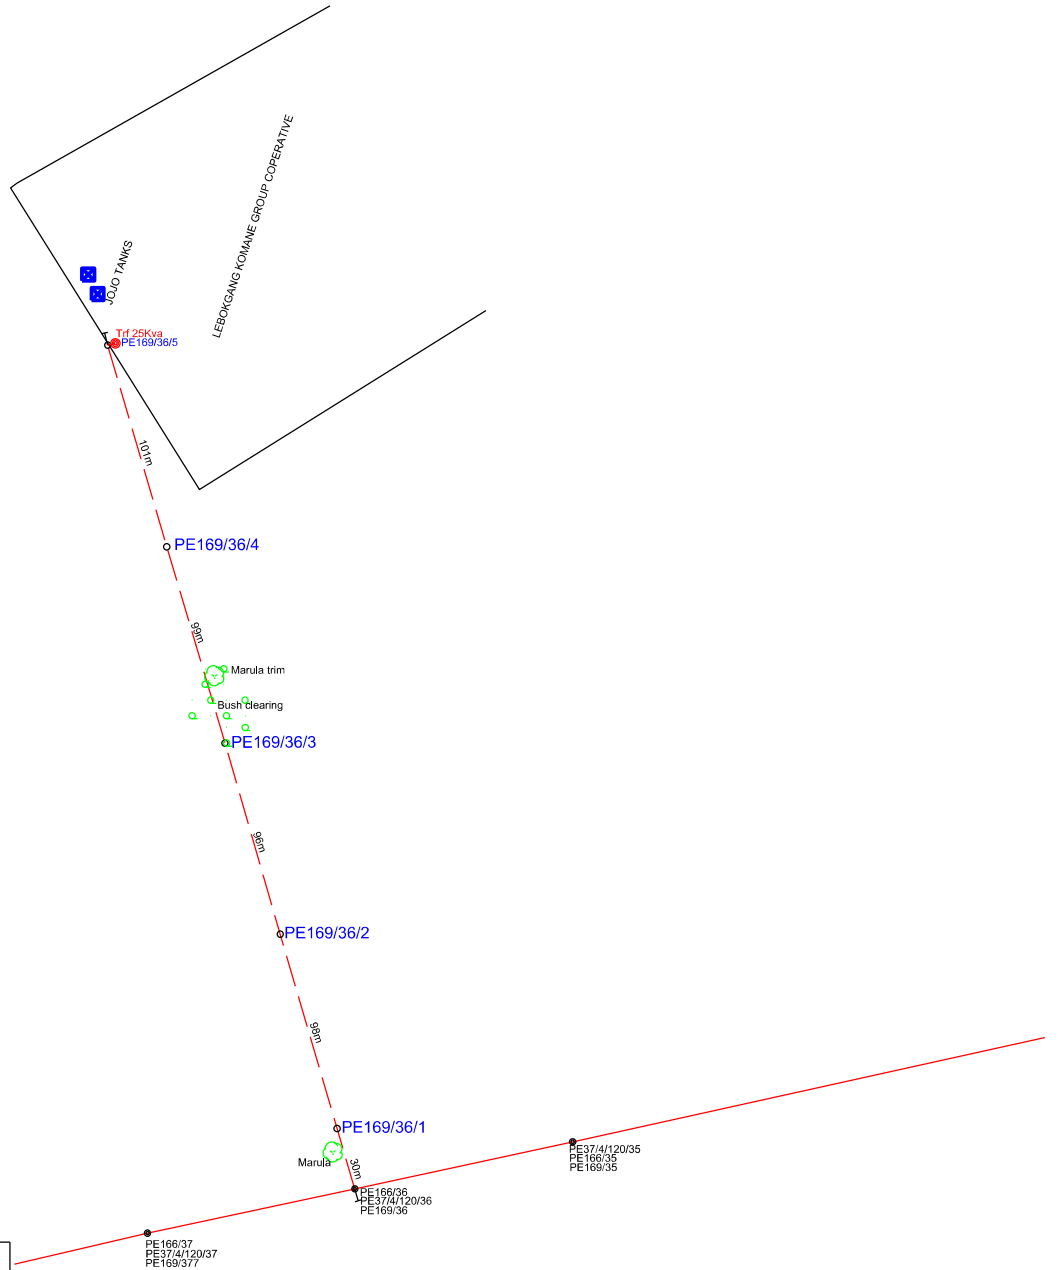 LEBOKGANG KOMANE GROUP COPERATIVE
JOJO TANKS
Trf 25Kva
PE169/36/5
101m
PE169/36/4
99m
Marula trim
Bush clearing
PE169/36/3
96m
PE169/36/2
98m
PE169/36/1
Marula
30m
PE37/4/120/35
PE166/35
PE169/35
PE166/36
PE37/4/120/36
PE169/36
PE166/37
PE37/4/120/37
PE169/377